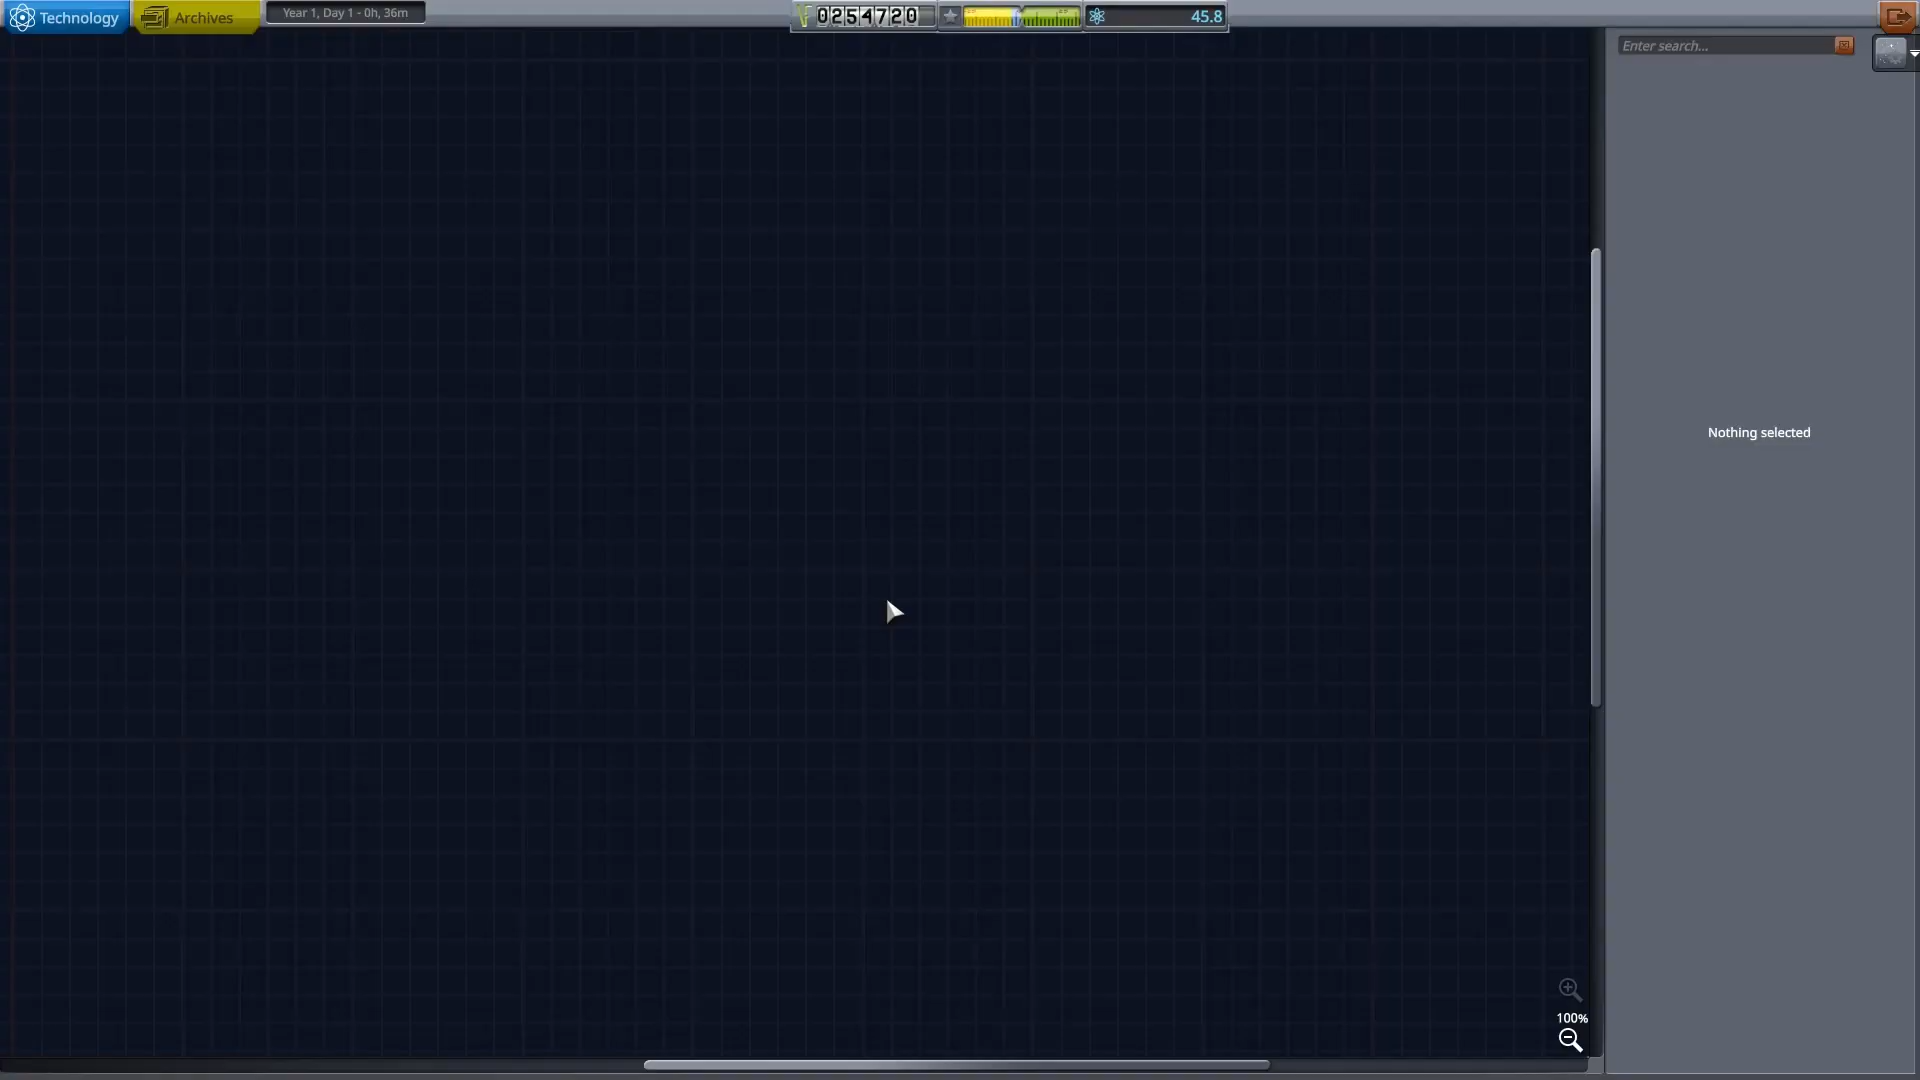 Technology
Archives
Year 1, Day 1 - 0h, 36m
0254720
45.8
Enter search...
Nothing selected
100%